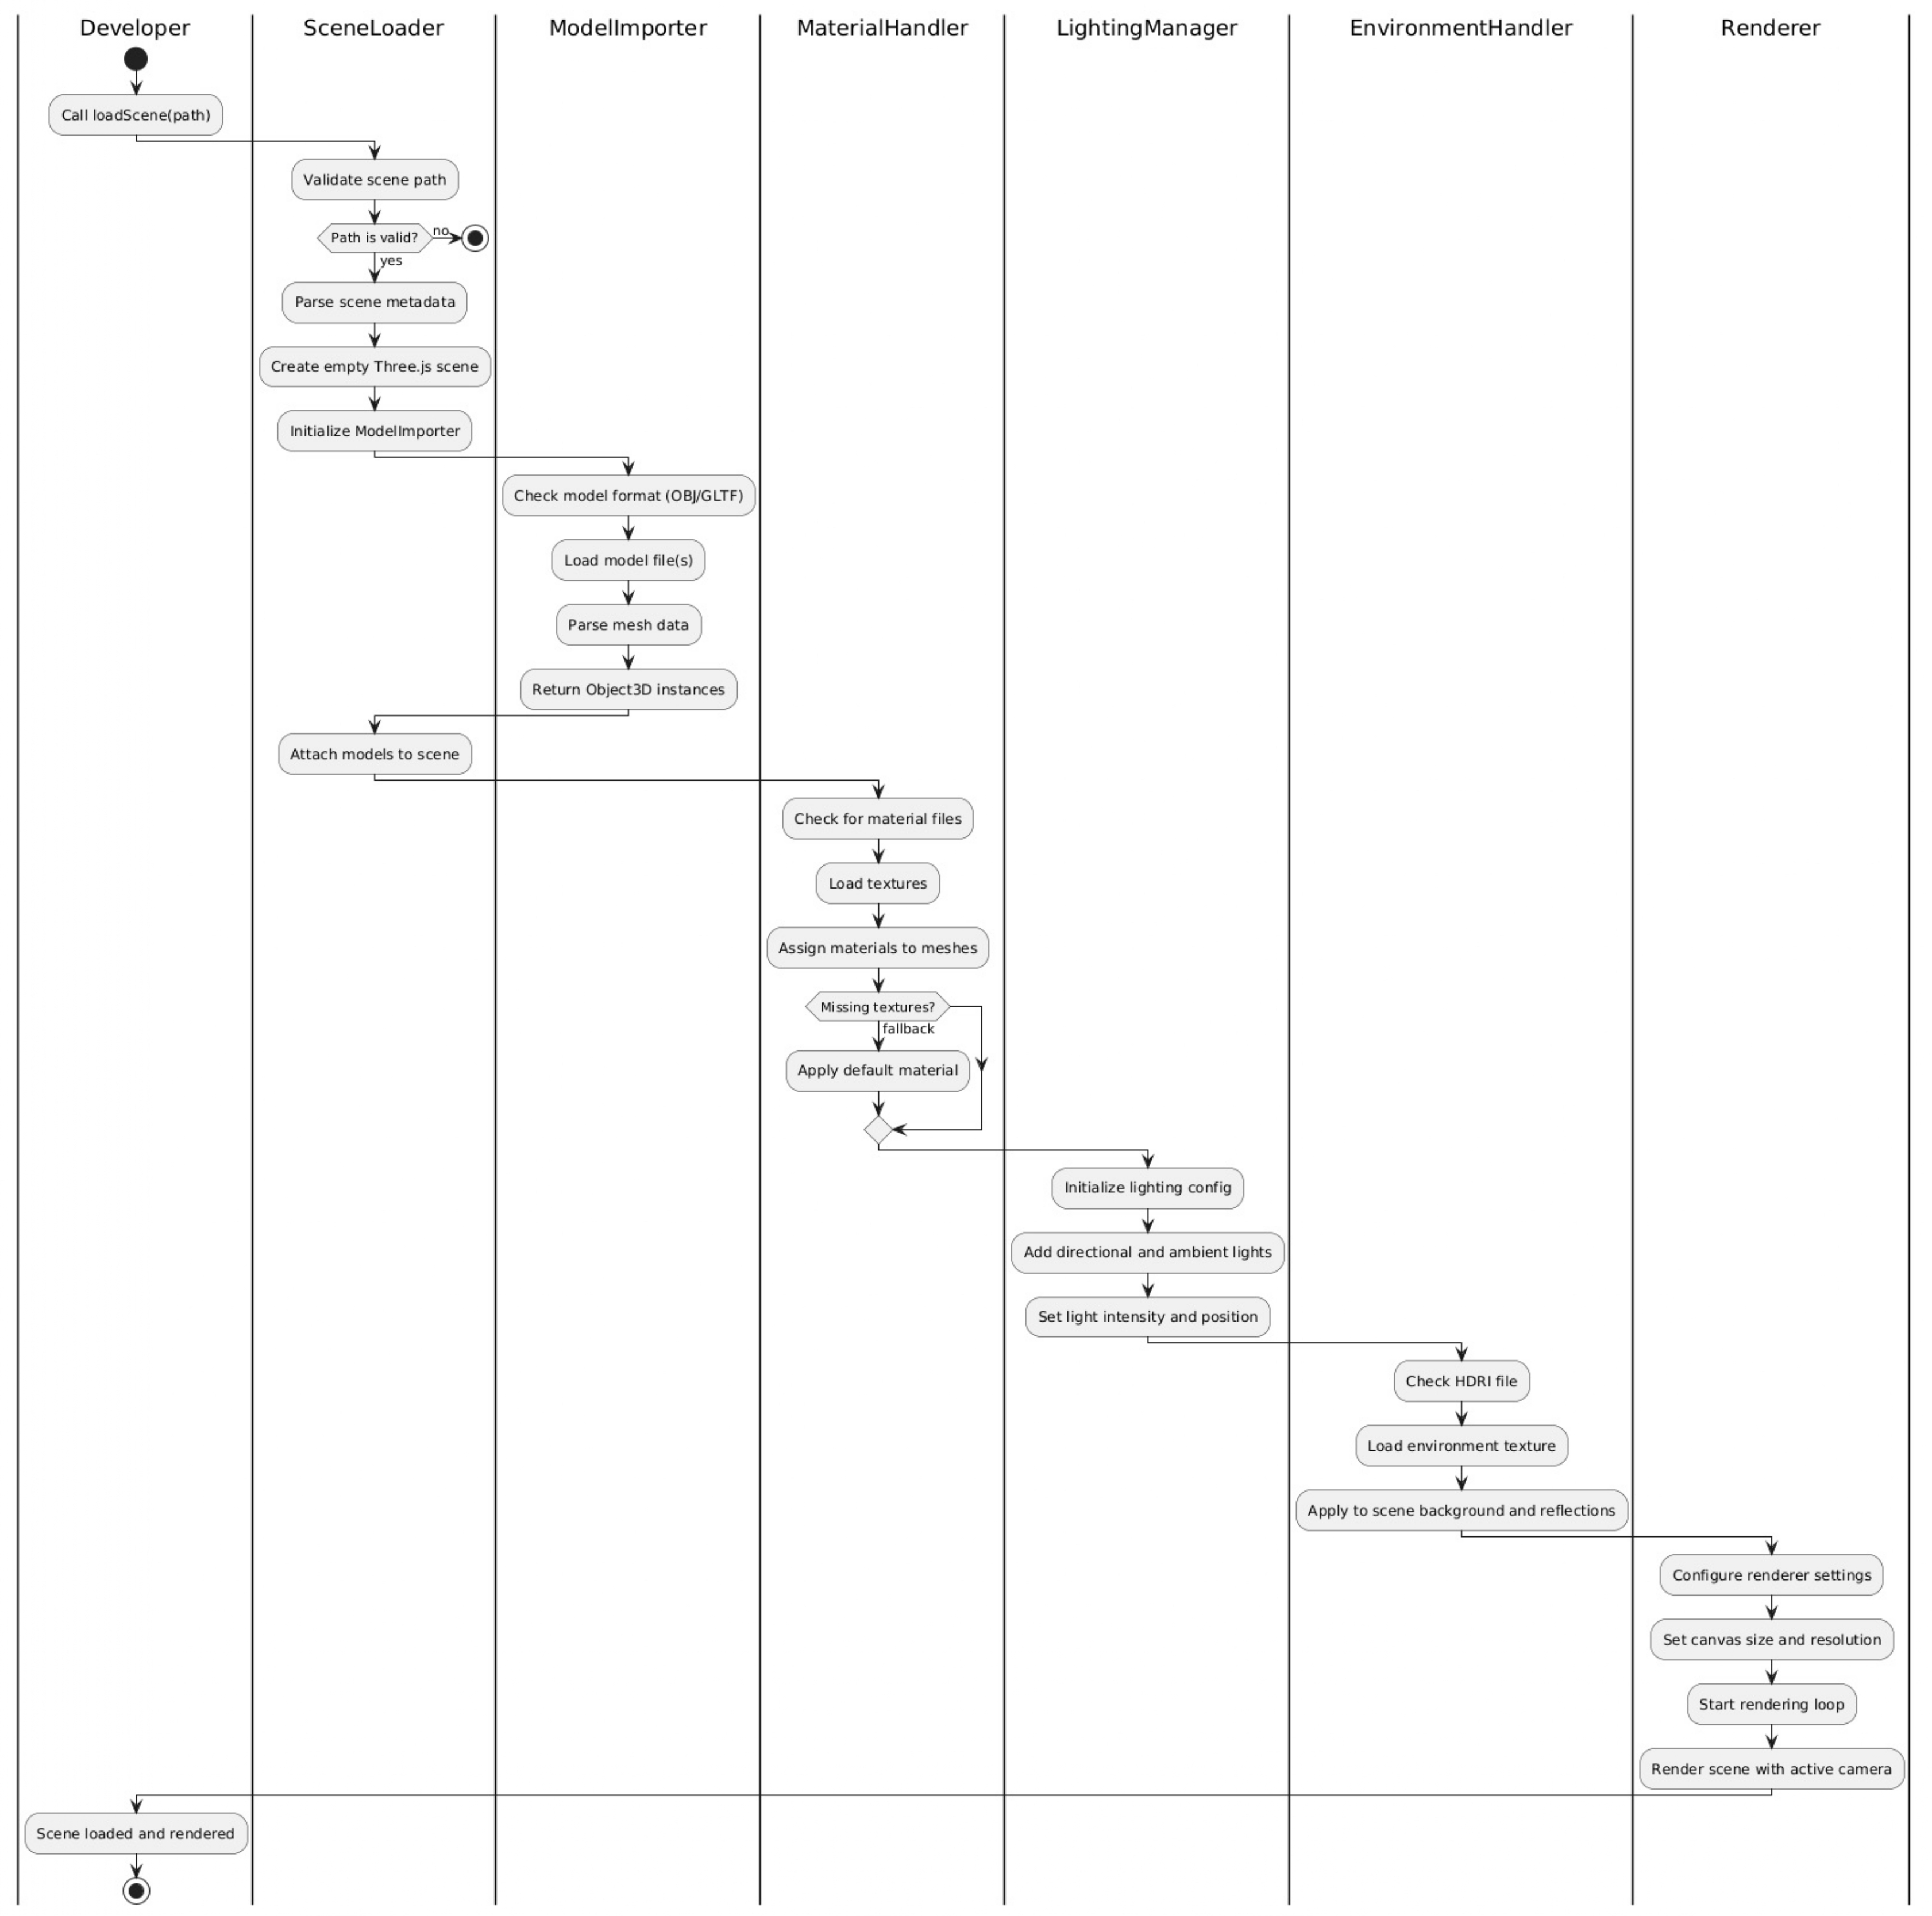 Developer
SceneLoader
ModelImporter
MaterialHandler
LightingManager
EnvironmentHandler
Renderer
Call loadScene(path)
Validate scene path
Path is valid?
no
yes
Parse scene metadata
Create empty Three.js scene
Initialize ModelImporter
Check model format (OBJ/GLTF)
Load model file(s)
Parse mesh data
Return Object3D instances
Attach models to scene
Check for material files
Load textures
Assign materials to meshes
Missing textures?
fallback
Apply default material
Initialize lighting config
Add directional and ambient lights
Set light intensity and position
Check HDRI file
Load environment texture
Apply to scene background and reflections
Configure renderer settings
Set canvas size and resolution
Start rendering loop
Render scene with active camera
Scene loaded and rendered